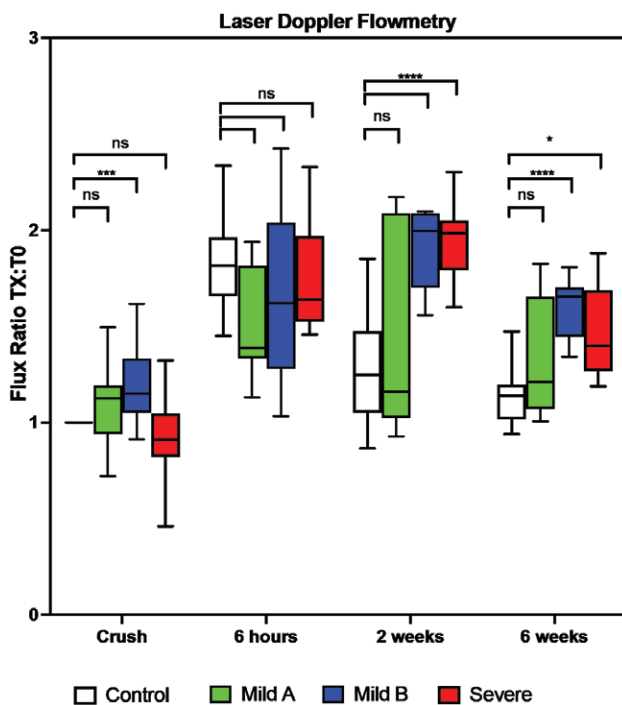 Laser Doppler Flowmetry
Flux Ratio TX:T0
3
2
1
0
ns
***
ns
ns
ns
****
ns
*
****
ns
Crush 6 hours 2 weeks 6 weeks
Control Mild A Mild B Severe